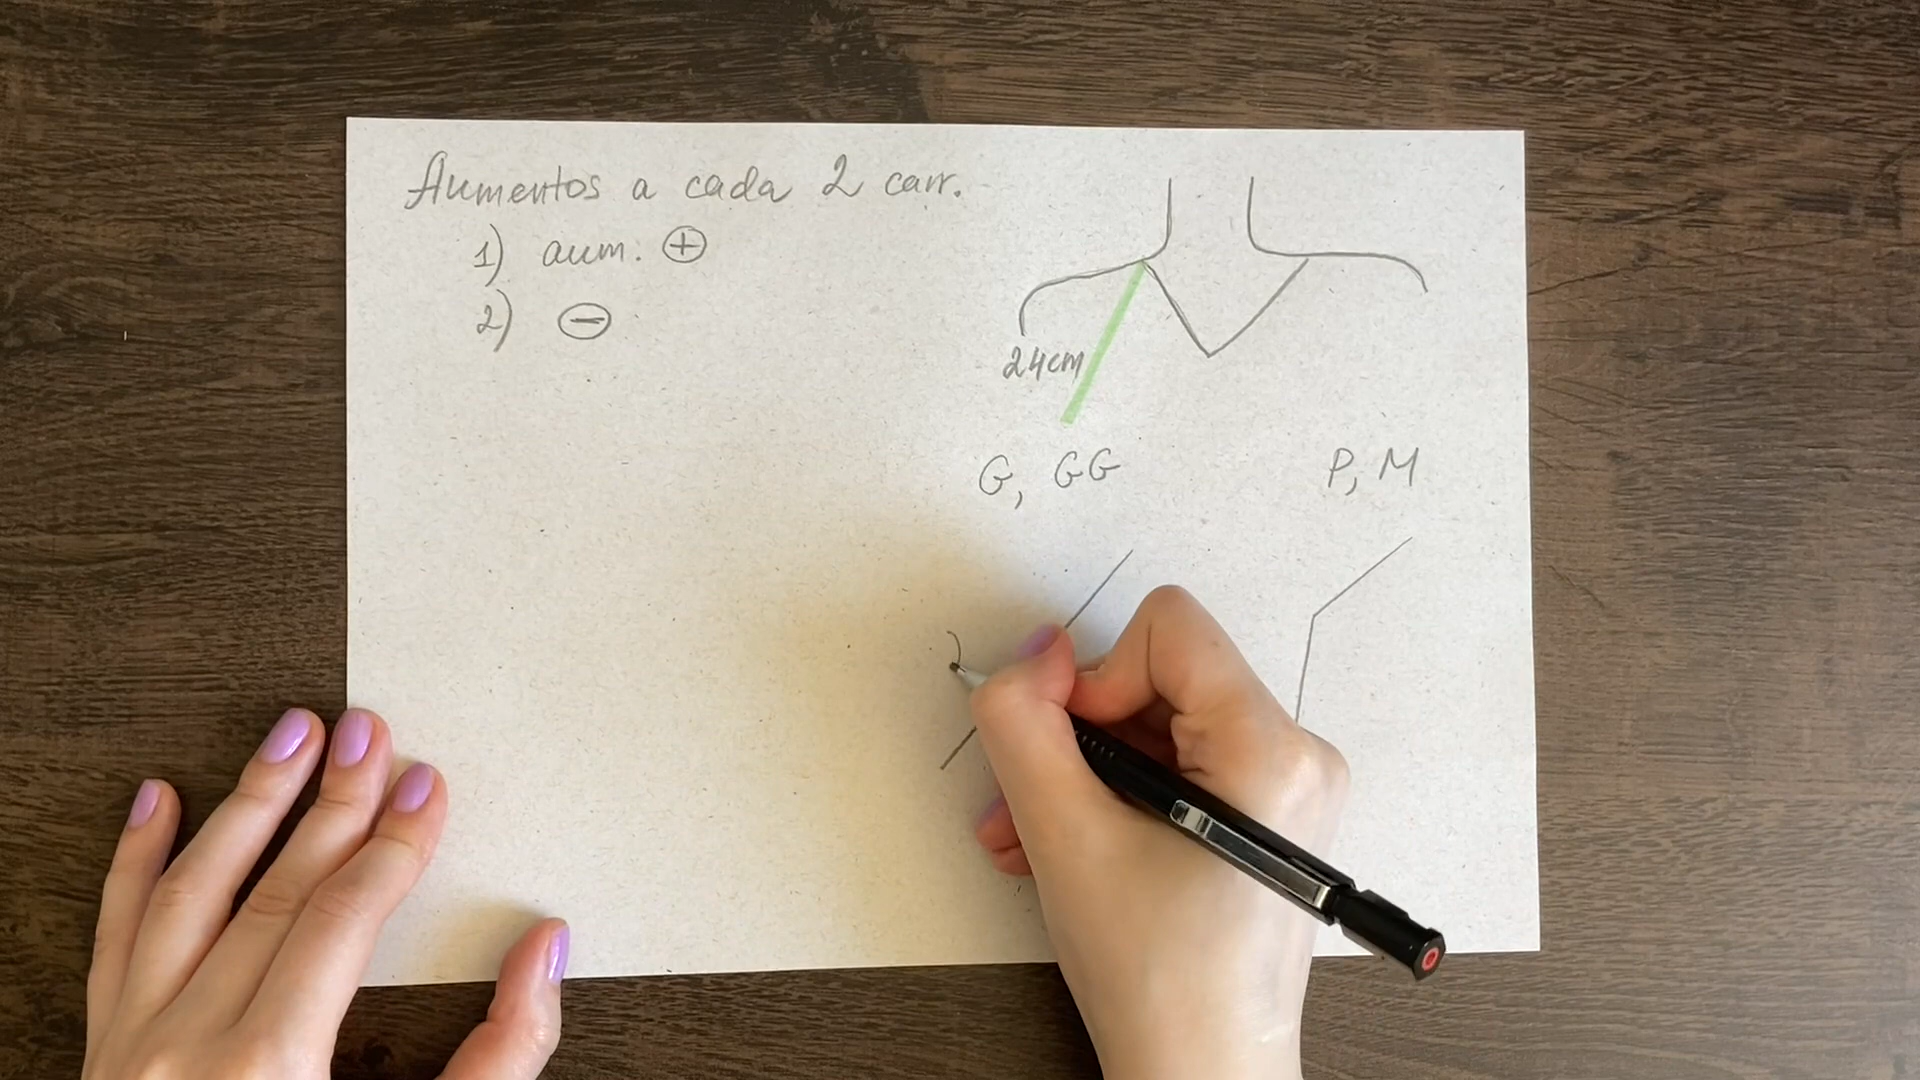 Aumentos a cada 2 carr.
1) aum. +
2) −
24cm
G, GG
P, M